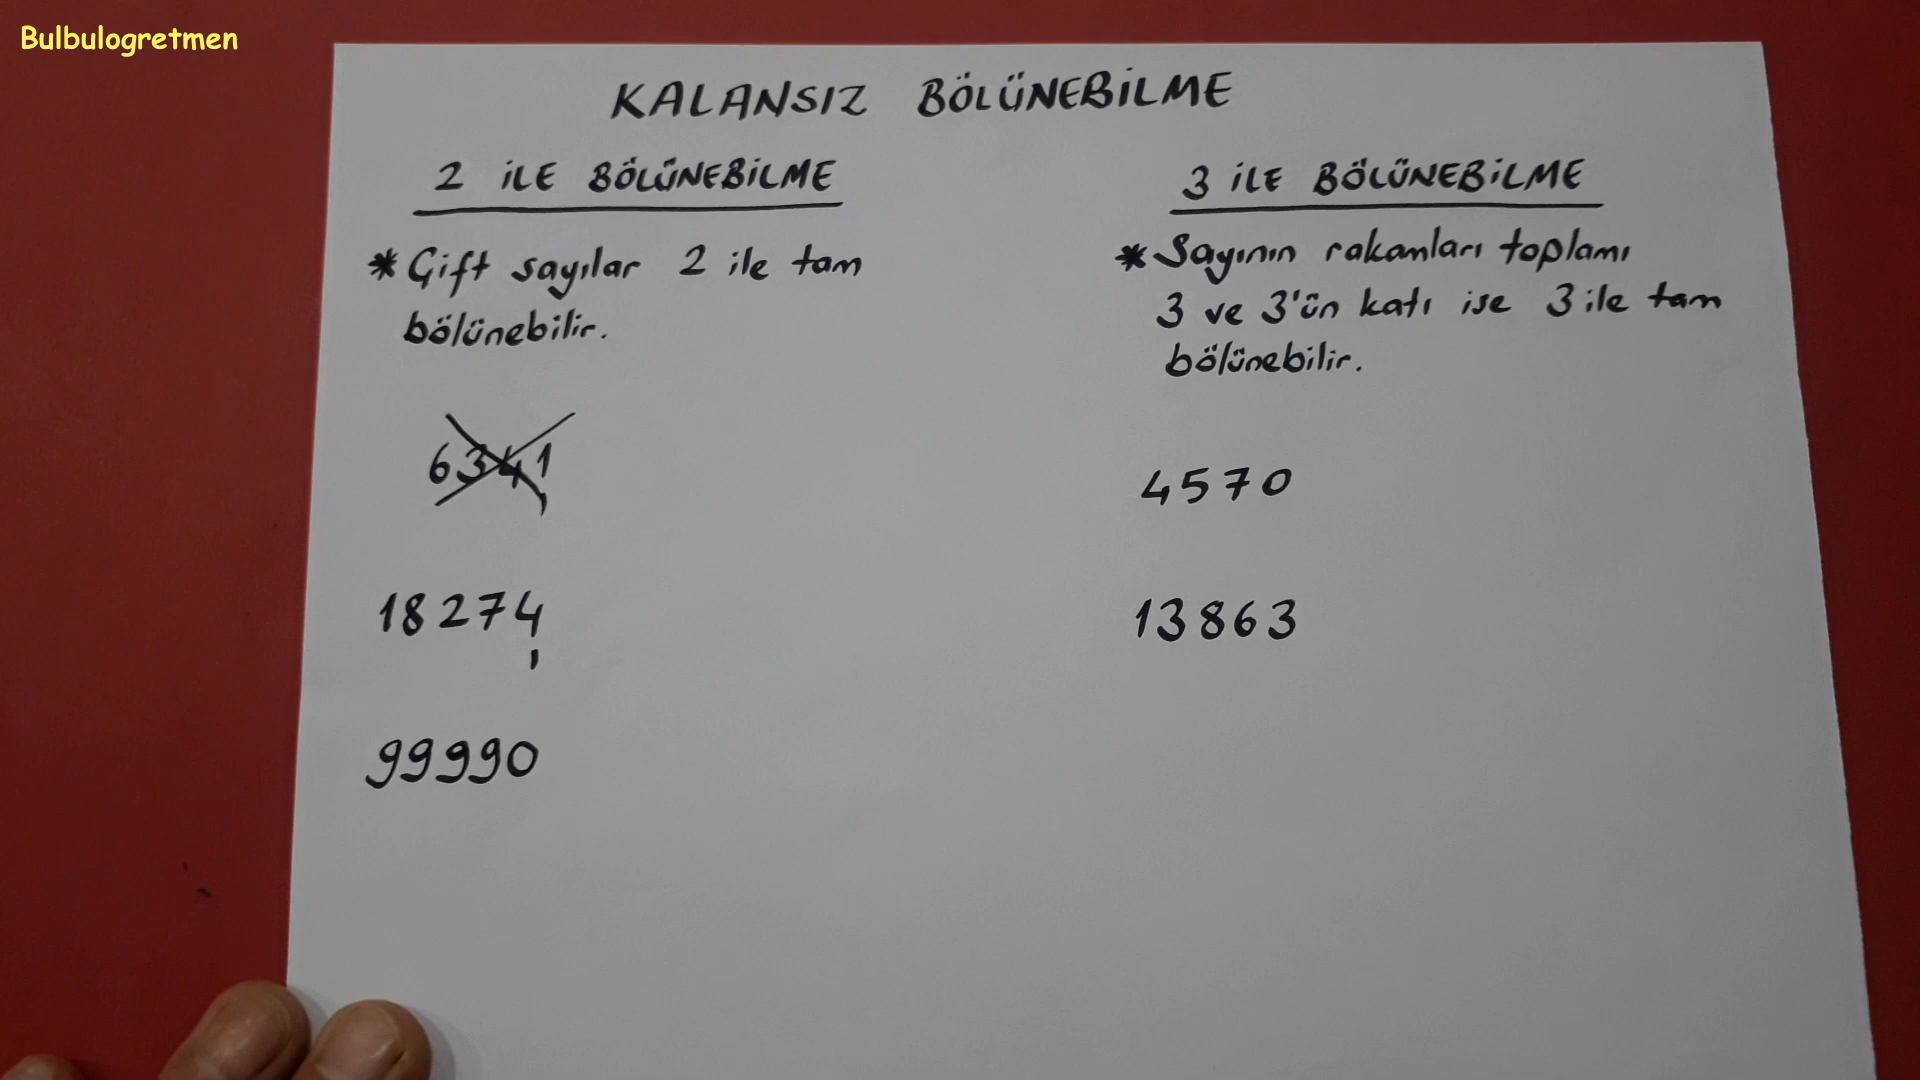 Bulbulogretmen
KALANSIZ BÖLÜNEBİLME
2 İLE BÖLÜNEBİLME
* Çift sayılar 2 ile tam
bölünebilir.
6341
18274
99990
3 İLE BÖLÜNEBİLME
* Sayının rakamları toplamı
3 ve 3'ün katı ise 3 ile tam
bölünebilir.
4570
13863